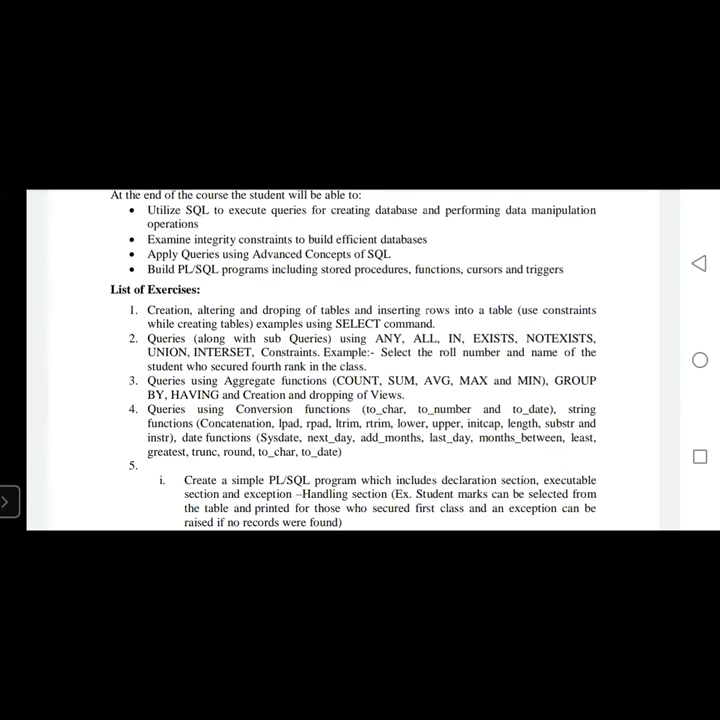 At the end of the course the student will be able to:
• Utilize SQL to execute queries for creating database and performing data manipulation
operations
• Examine integrity constraints to build efficient databases
• Apply Queries using Advanced Concepts of SQL
• Build PL/SQL programs including stored procedures, functions, cursors and triggers
List of Exercises:
1. Creation, altering and droping of tables and inserting rows into a table (use constraints
while creating tables) examples using SELECT command.
2. Queries (along with sub Queries) using ANY, ALL, IN, EXISTS, NOTEXISTS,
UNION, INTERSET, Constraints. Example:- Select the roll number and name of the
student who secured fourth rank in the class.
3. Queries using Aggregate functions (COUNT, SUM, AVG, MAX and MIN), GROUP
BY, HAVING and Creation and dropping of Views.
4. Queries using Conversion functions (to_char, to_number and to_date), string
functions (Concatenation, lpad, rpad, ltrim, rtrim, lower, upper, initcap, length, substr and
instr), date functions (Sysdate, next_day, add_months, last_day, months_between, least,
greatest, trunc, round, to_char, to_date)
5.
i. Create a simple PL/SQL program which includes declaration section, executable
section and exception –Handling section (Ex. Student marks can be selected from
the table and printed for those who secured first class and an exception can be
raised if no records were found)